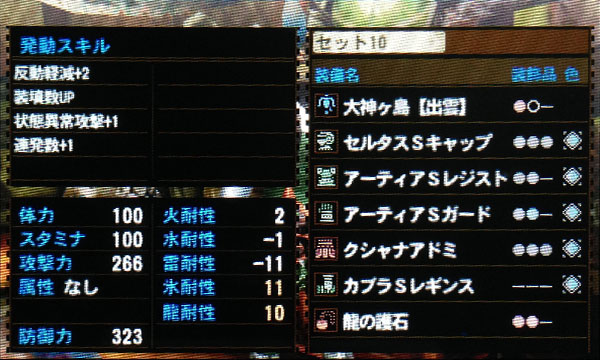 発動スキル
反動軽減+2
装填数UP
状態異常攻撃+1
連発数+1
体力 100
スタミナ 100
攻撃力 266
属性 なし
防御力 323
火耐性 2
水耐性 -1
雷耐性 -11
氷耐性 11
龍耐性 10
セット10
装備名 装飾品 色
大神ヶ島【出雲】 ●○―
セルタスSキャップ ●●●
アーティアSレジスト ●●―
アーティアSガード ●●―
クシャナアドミ ●●●
カブラSレギンス ―――
龍の護石 ●●―